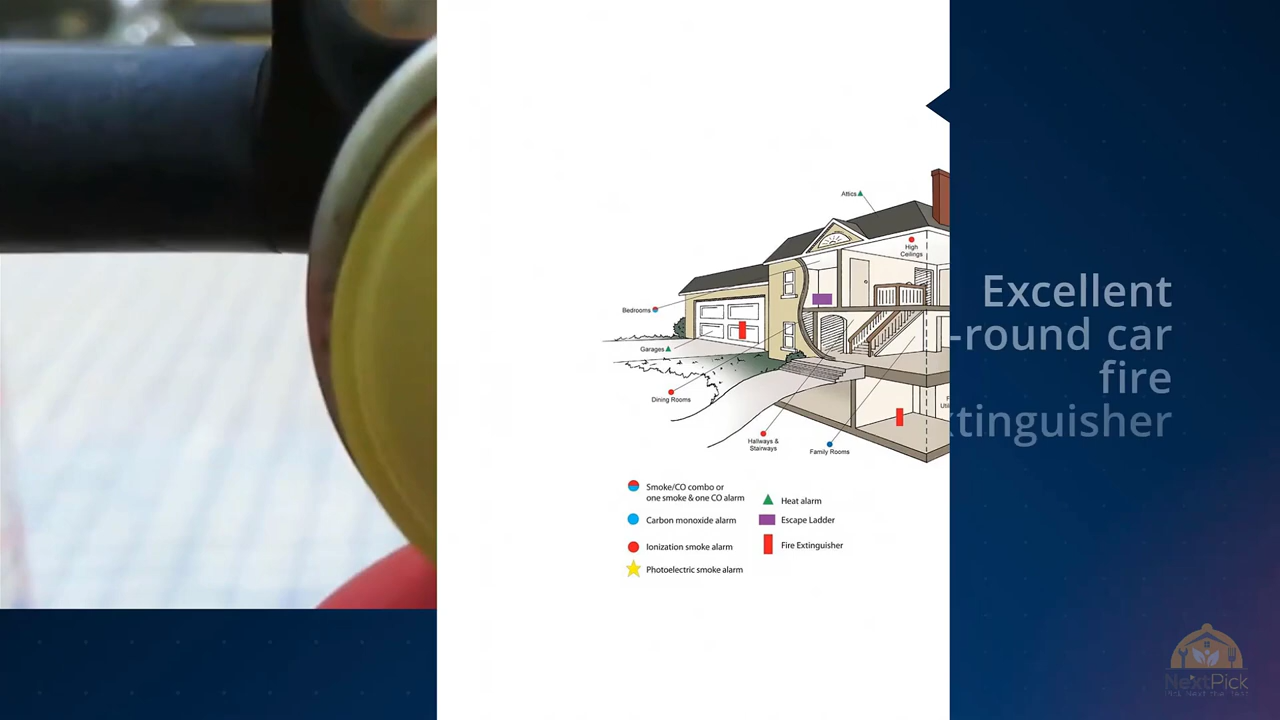 Attics
High
Ceilings
Bedrooms
Garages
Dining Rooms
Hallways &
Stairways
Family Rooms
Smoke/CO combo or
one smoke & one CO alarm
Carbon monoxide alarm
Ionization smoke alarm
Photoelectric smoke alarm
Heat alarm
Escape Ladder
Fire Extinguisher
Excellent
-round car
fire
xtinguisher
NextPick